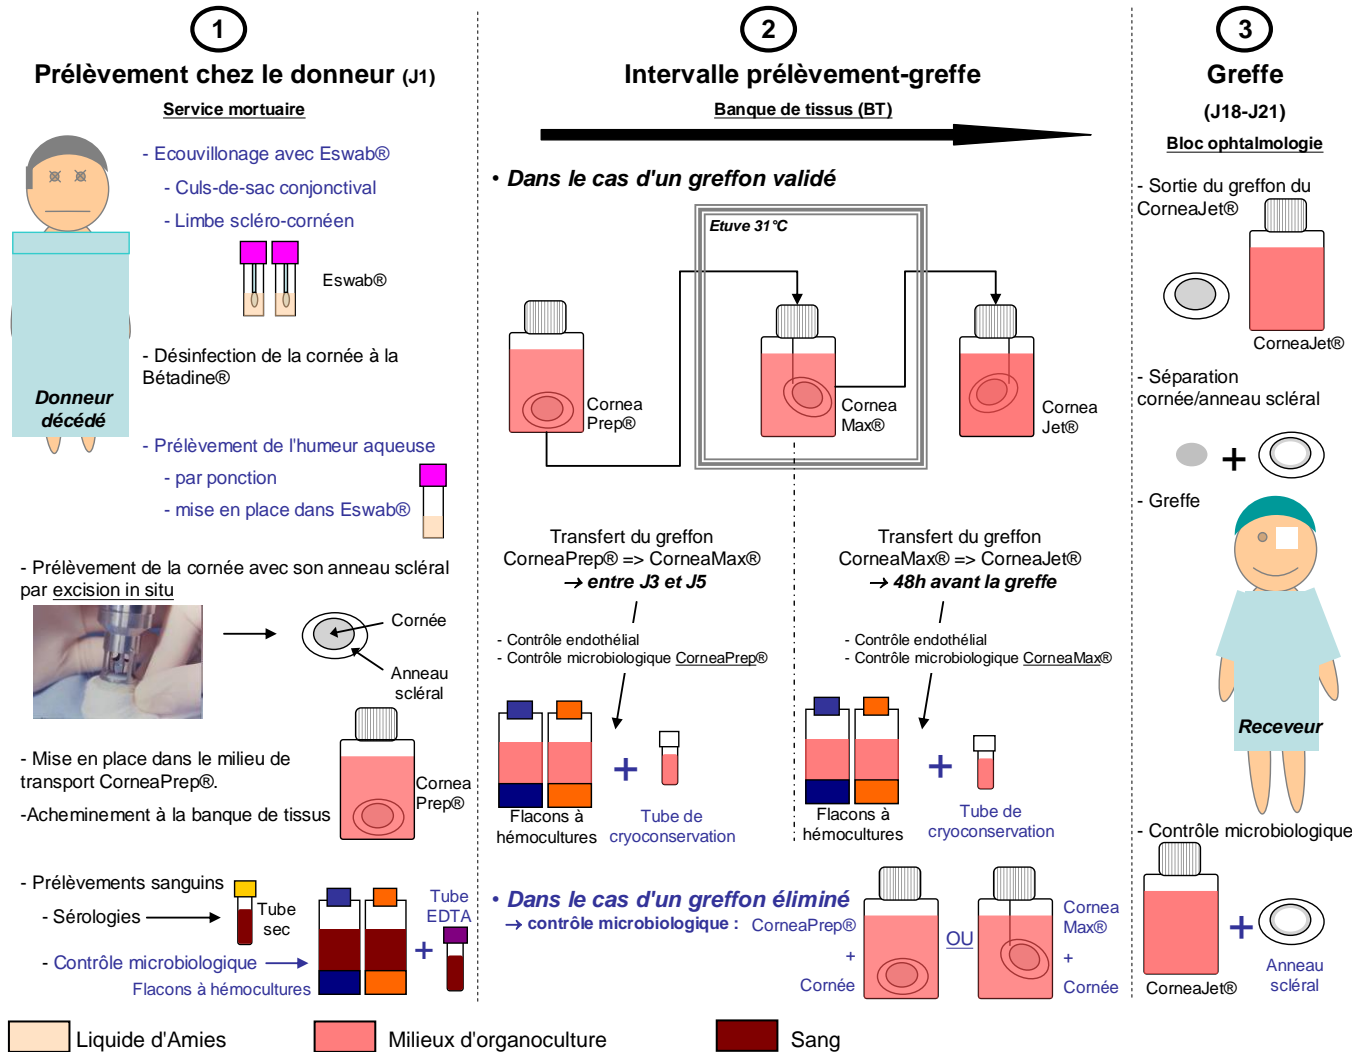 1
Prélèvement chez le donneur (J1)
Service mortuaire
- Ecouvillonage avec Eswab®
- Culs-de-sac conjonctival
- Limbe scléro-cornéen
Eswab®
- Désinfection de la cornée à la
Bétadine®
Donneur
décédé
- Prélèvement de l'humeur aqueuse
- par ponction
- mise en place dans Eswab®
- Prélèvement de la cornée avec son anneau scléral
par excision in situ
Cornée
Anneau
scléral
- Mise en place dans le milieu de
transport CorneaPrep®.
-Acheminement à la banque de tissus
Cornea
Prep®
- Prélèvements sanguins
- Sérologies
Tube
sec
Tube
EDTA
- Contrôle microbiologique
Flacons à hémocultures
+
2
Intervalle prélèvement-greffe
Banque de tissus (BT)
• Dans le cas d'un greffon validé
Etuve 31°C
Cornea
Prep®
Cornea
Max®
Cornea
Jet®
Transfert du greffon
CorneaPrep® => CorneaMax®
→ entre J3 et J5
- Contrôle endothélial
- Contrôle microbiologique CorneaPrep®
+
Flacons à
hémocultures
Tube de
cryoconservation
Transfert du greffon
CorneaMax® => CorneaJet®
→ 48h avant la greffe
- Contrôle endothélial
- Contrôle microbiologique CorneaMax®
+
Flacons à
hémocultures
Tube de
cryoconservation
• Dans le cas d'un greffon éliminé
→ contrôle microbiologique : CorneaPrep®
+
Cornée
OU
Cornea
Max®
+
Cornée
3
Greffe
(J18-J21)
Bloc ophtalmologie
- Sortie du greffon du
CorneaJet®
CorneaJet®
- Séparation
cornée/anneau scléral
+
- Greffe
Receveur
- Contrôle microbiologique
+
CorneaJet®
Anneau
scléral
Liquide d'Amies
Milieux d'organoculture
Sang